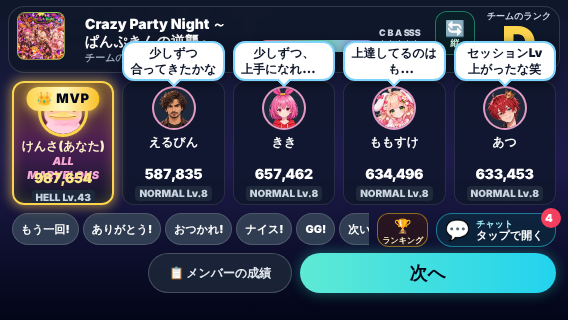 Crazy Party Night ～
ぱんぷきんの逆襲～
チームの
C B A S SS
継
チームのランク
D
少しずつ
合ってきたかな
少しずつ、
上手になれ…
上達してるのは
も…
セッションLv
上がったな笑
👑 MVP
けんさ(あなた)
ALL
MARVELOUS
987,654
HELL Lv.43
えるびん
587,835
NORMAL Lv.8
きき
657,462
NORMAL Lv.8
ももすけ
634,496
NORMAL Lv.8
あつ
633,453
NORMAL Lv.8
もう一回!
ありがとう!
おつかれ!
ナイス!
GG!
次い
ランキング
チャット
タップで開く
4
メンバーの成績
次へ